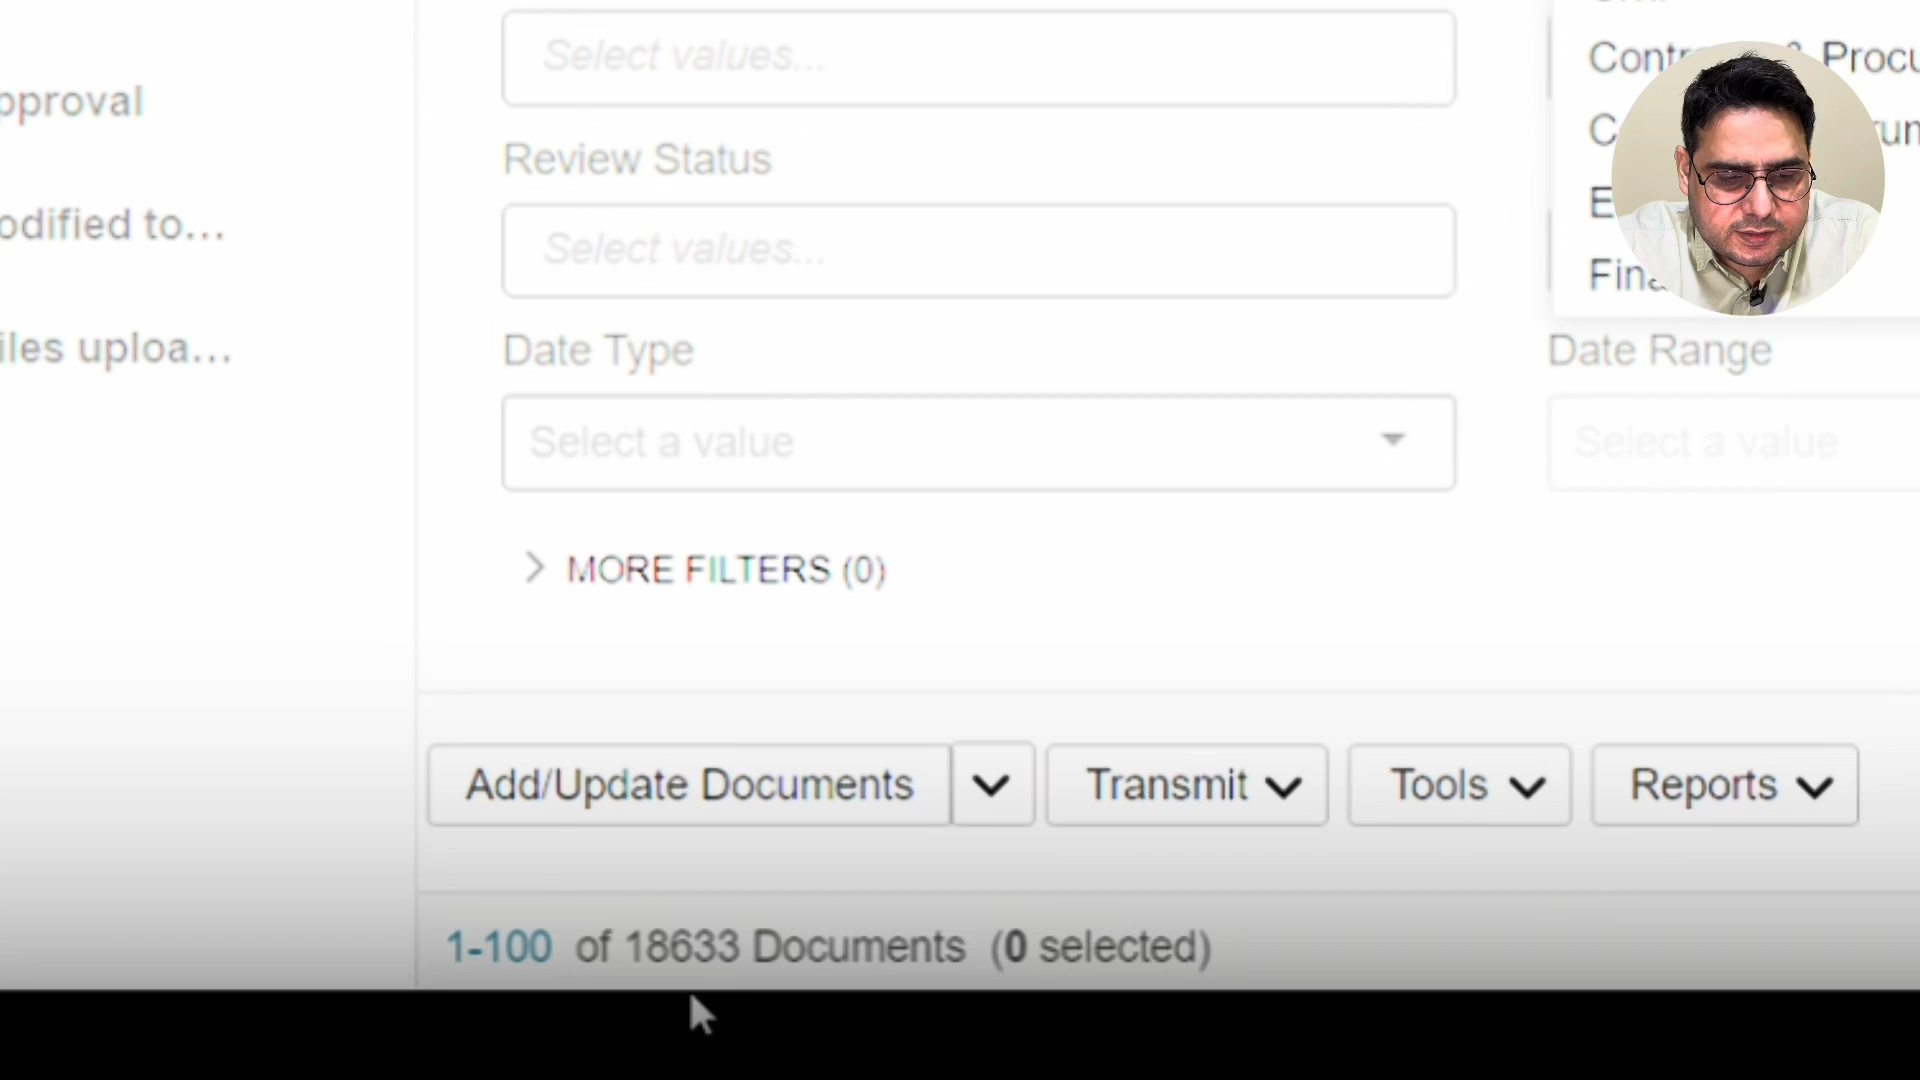 Select values...
pproval
Review Status
odified to...
Select values...
iles uploa...
Date Type
Date Range
Select a value
Select a value
MORE FILTERS (0)
Add/Update Documents
Transmit
Tools
Reports
1-100 of 18633 Documents (0 selected)